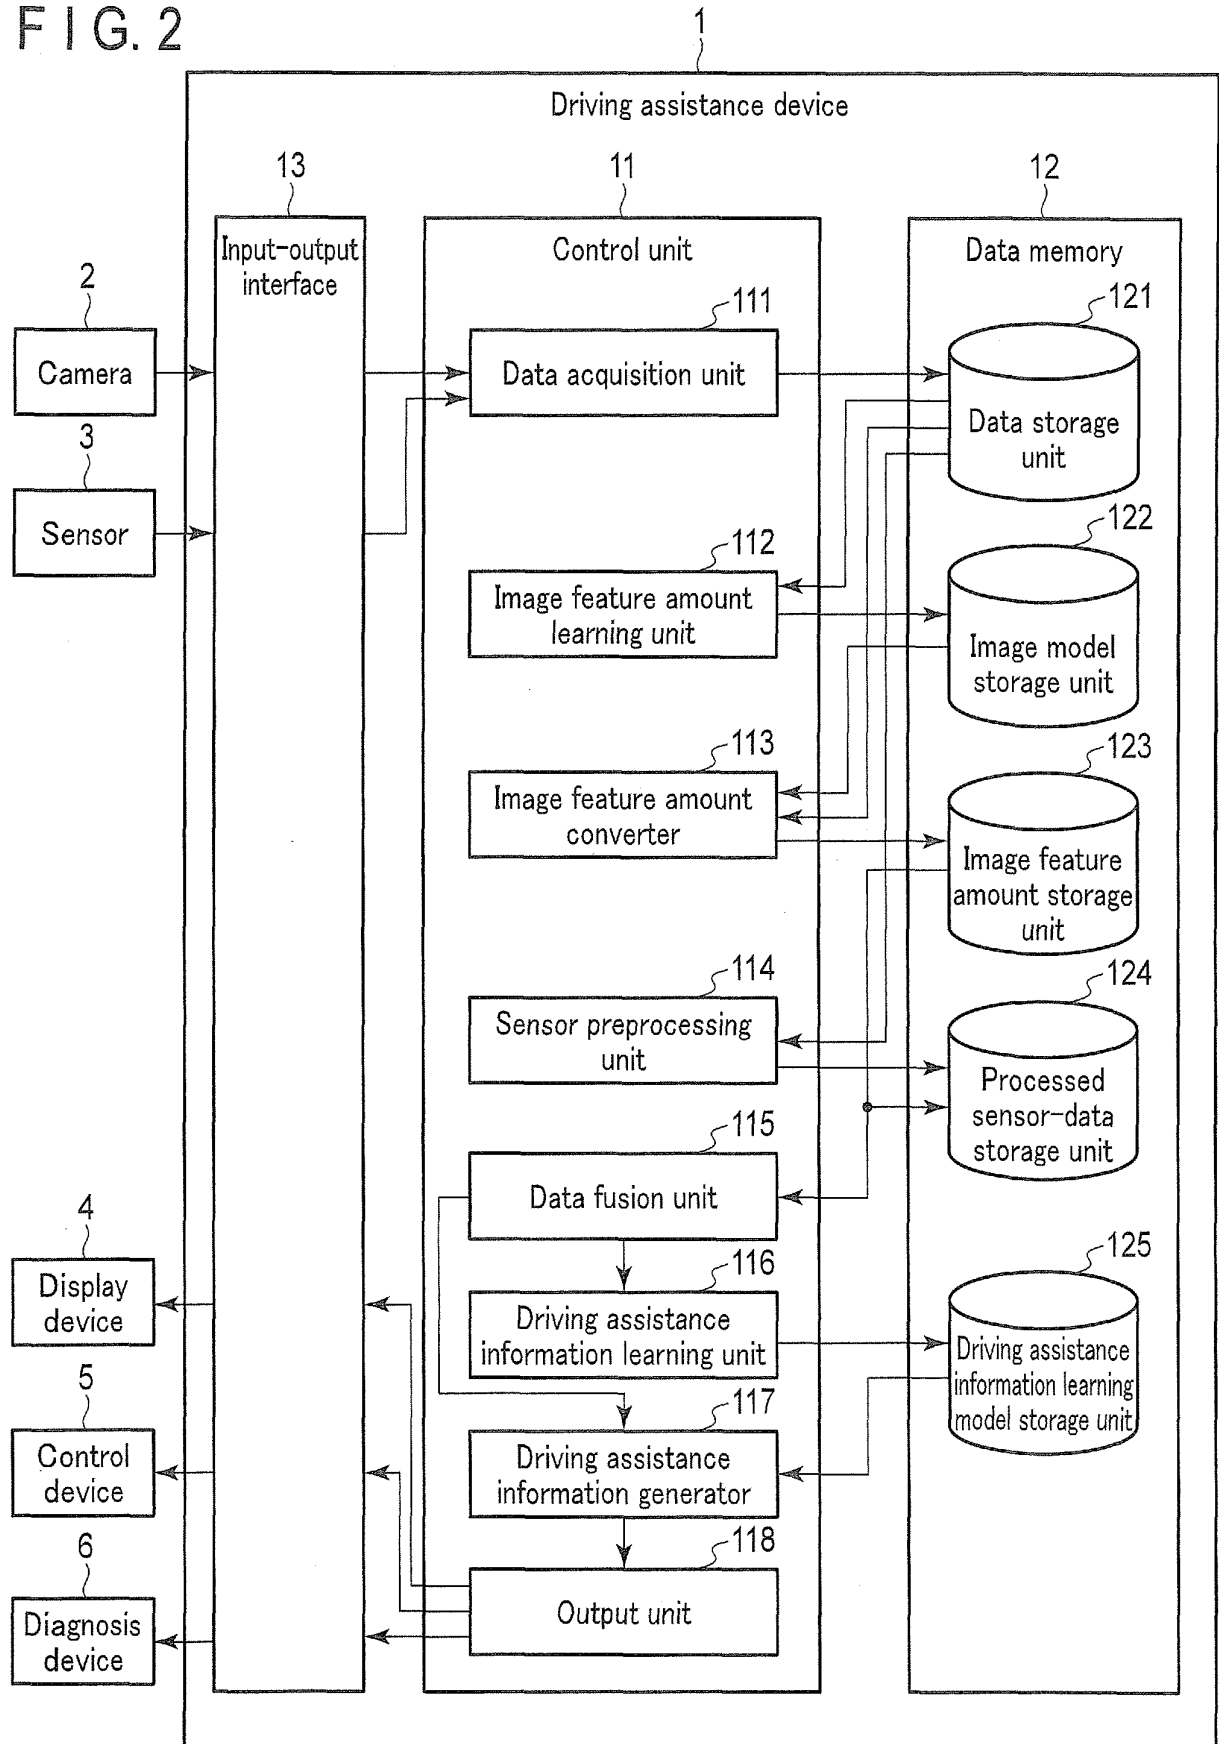 FIG. 2
1
Driving assistance device
13
11
12
Input-output
interface
Control unit
Data memory
2
Camera
3
Sensor
111
Data acquisition unit
121
Data storage
unit
112
Image feature amount
learning unit
122
Image model
storage unit
113
Image feature amount
converter
123
Image feature
amount storage
unit
114
Sensor preprocessing
unit
124
Processed
sensor-data
storage unit
115
Data fusion unit
4
Display
device
116
Driving assistance
information learning unit
125
Driving assistance
information learning
model storage unit
5
Control
device
117
Driving assistance
information generator
6
Diagnosis
device
118
Output unit